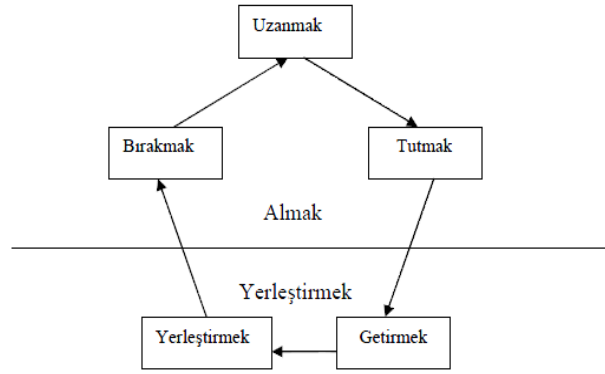 Uzanmak
Bırakmak
Tutmak
Almak
Yerleştirmek
Yerleştirmek
Getirmek